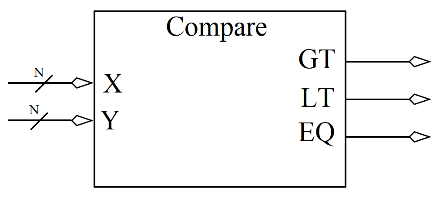 Compare
N X GT
N Y LT
EQ